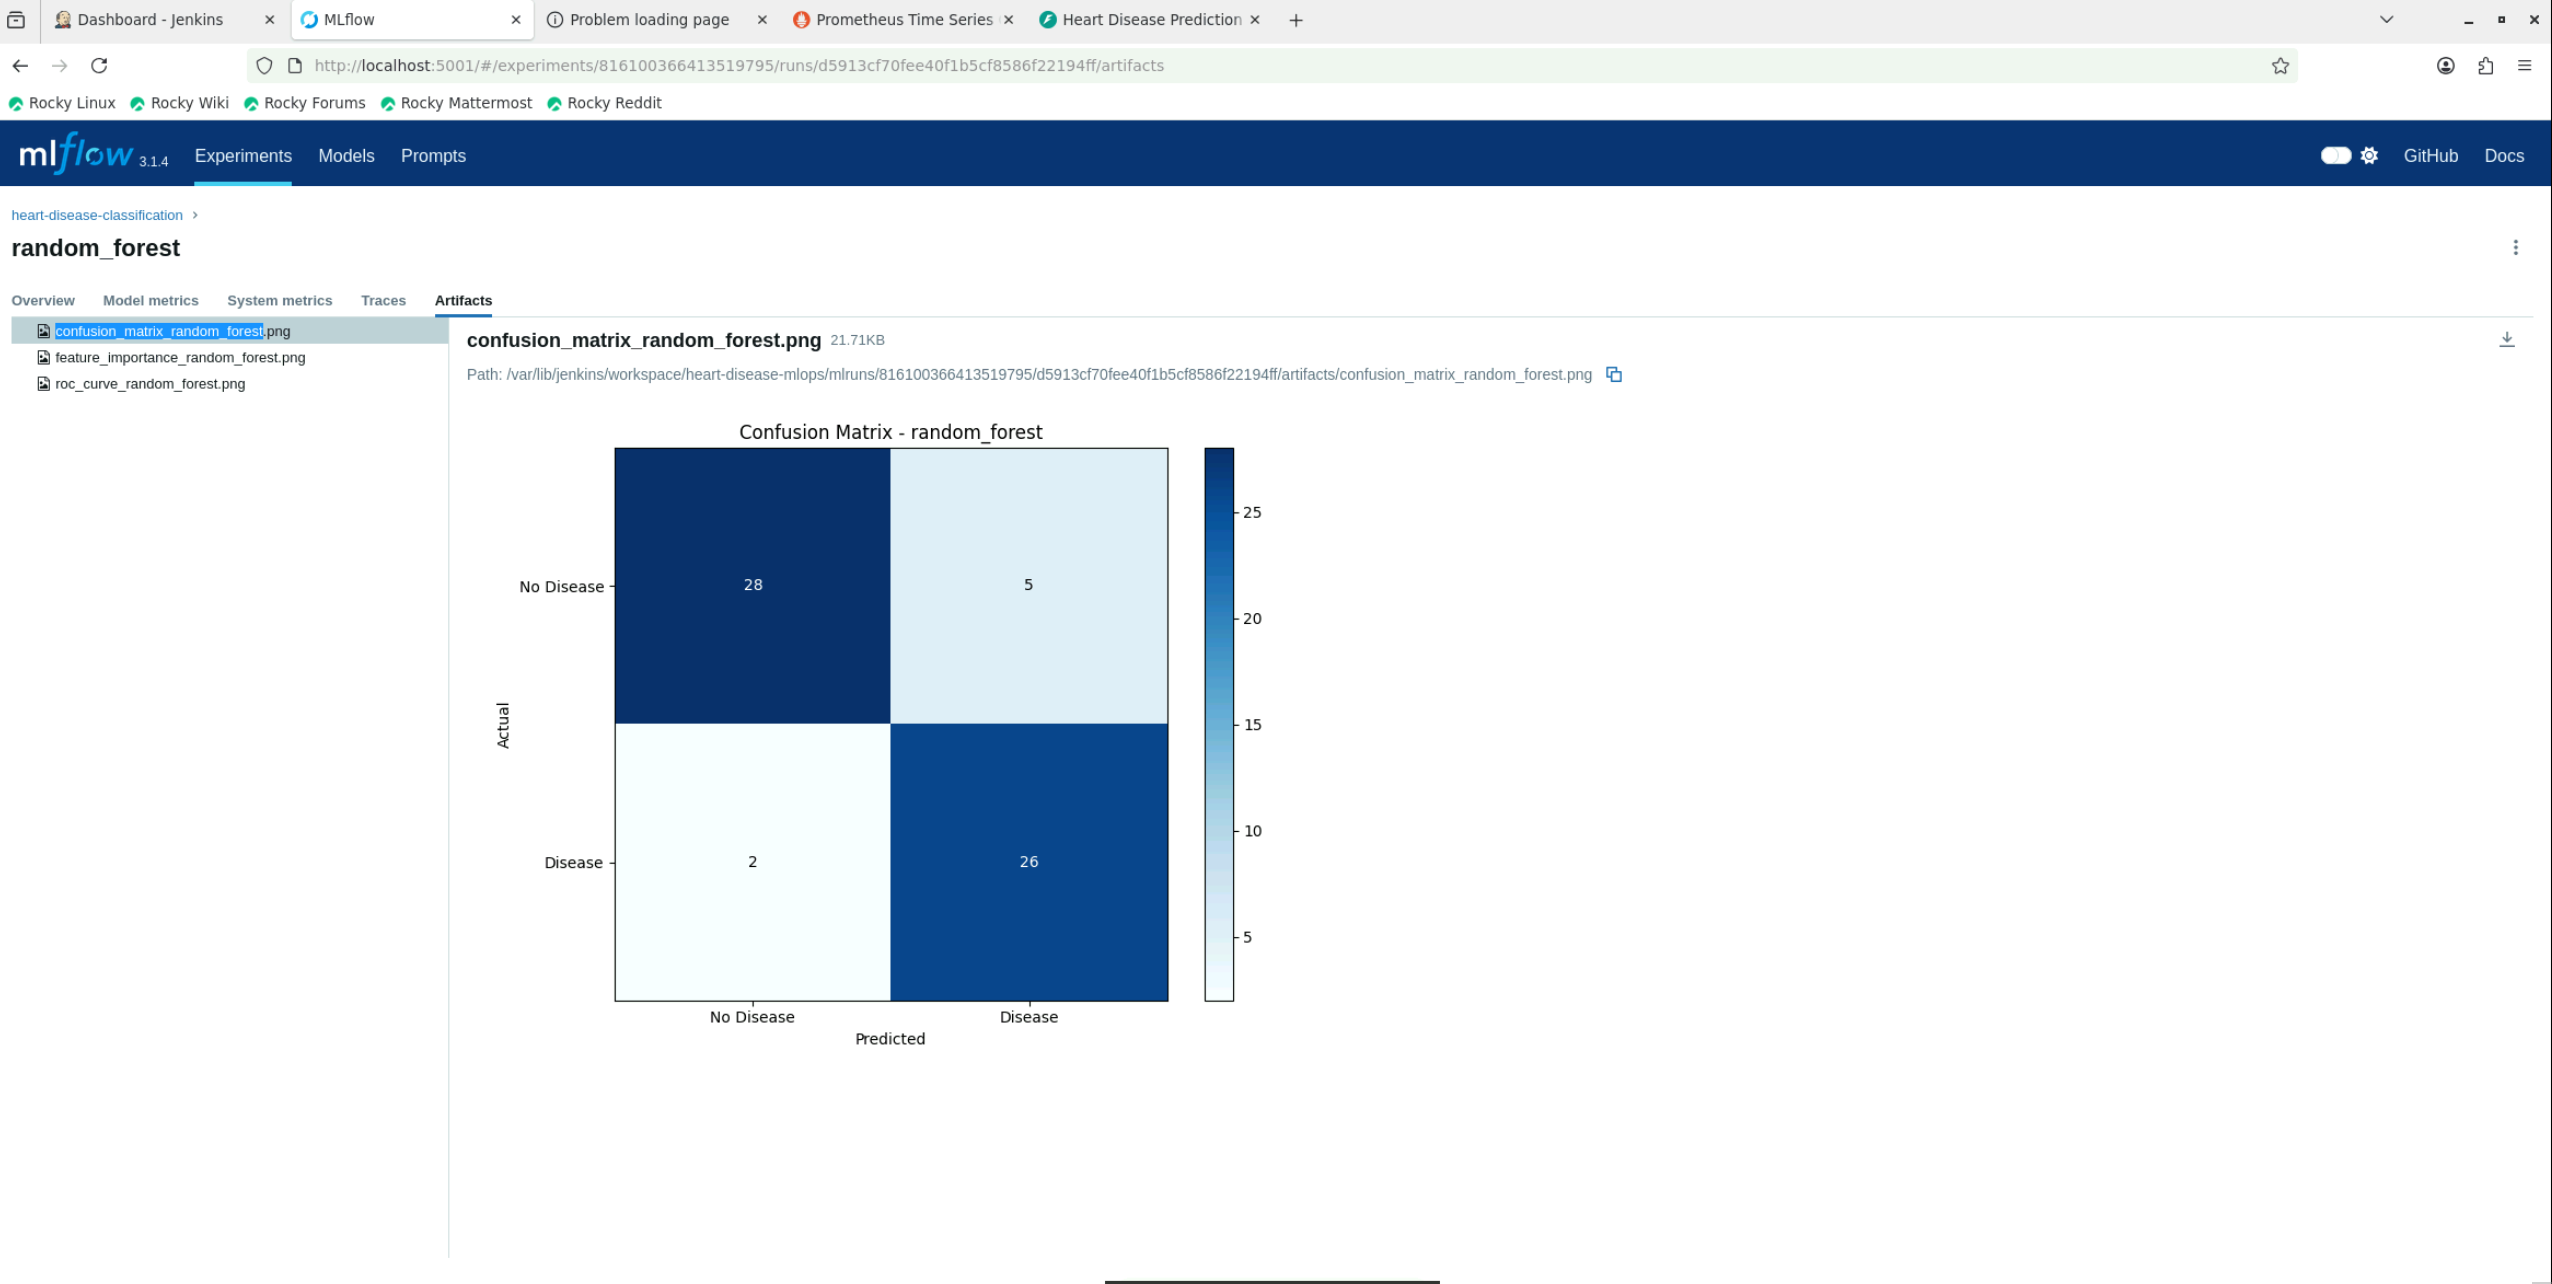 Dashboard - Jenkins MLflow Problem loading page Prometheus Time Series Heart Disease Prediction
http://localhost:5001/#/experiments/816100366413519795/runs/d5913cf70fee40f1b5cf8586f22194ff/artifacts
Rocky Linux Rocky Wiki Rocky Forums Rocky Mattermost Rocky Reddit
mlflow 3.1.4 Experiments Models Prompts GitHub Docs
heart-disease-classification
random_forest
Overview Model metrics System metrics Traces Artifacts
confusion_matrix_random_forest.png
feature_importance_random_forest.png
roc_curve_random_forest.png
confusion_matrix_random_forest.png 21.71KB
Path: /var/lib/jenkins/workspace/heart-disease-mlops/mlruns/816100366413519795/d5913cf70fee40f1b5cf8586f22194ff/artifacts/confusion_matrix_random_forest.png
Confusion Matrix - random_forest
25
No Disease 28 5
20
Actual
15
10
Disease 2 26
5
No Disease Disease
Predicted